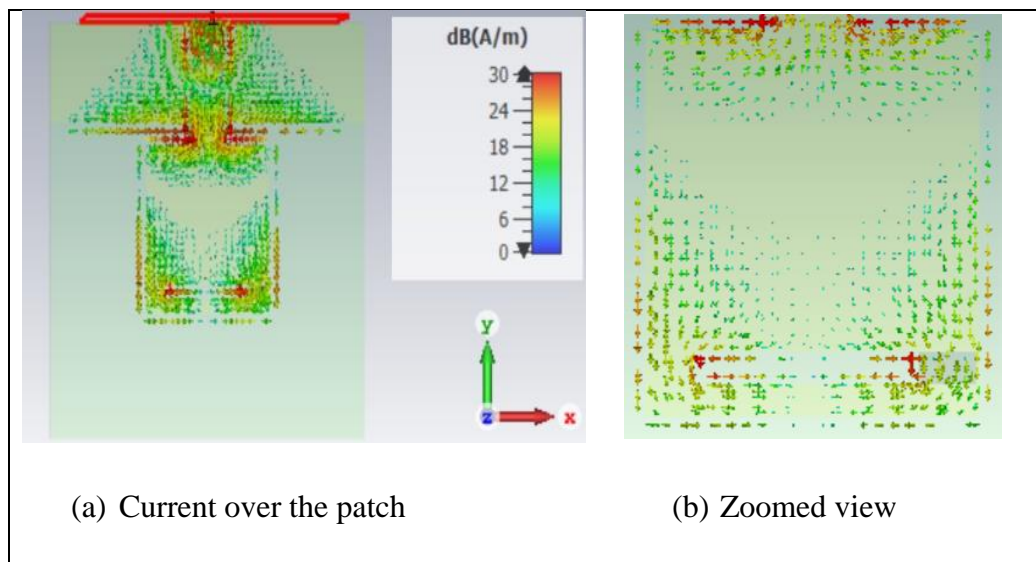 dB(A/m)
30
24
18
12
6
0
y
z
x
(a) Current over the patch
(b) Zoomed view